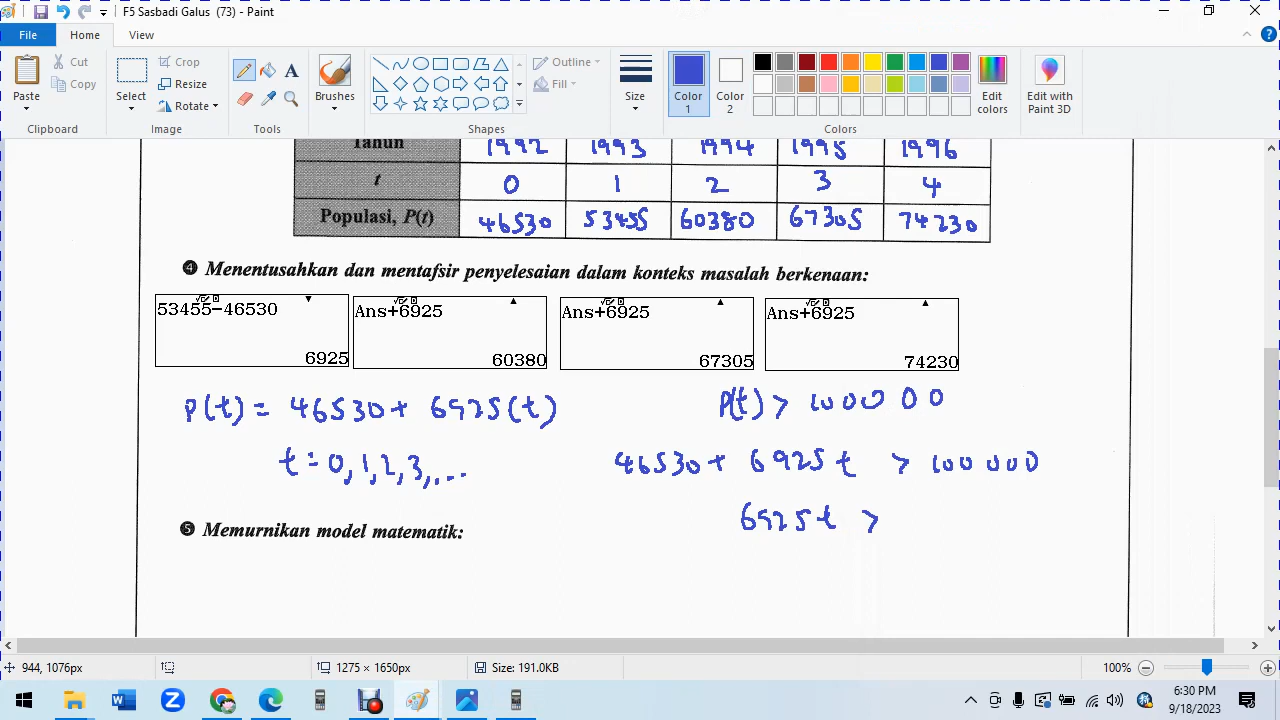 F5 Sasbadi Galus (73) - Paint
File Home View
Paste Cut Copy Clipboard
Select Crop Resize Rotate Image
Tools
Brushes
Outline Fill Shapes
Size
Color 1 Color 2 Edit colors Colors
Edit with Paint 3D
Tahun 1992 1993 1994 1995 1996
t 0 1 2 3 4
Populasi, P(t) 46530 53455 60380 67305 74230
❹ Menentusahkan dan mentafsir penyelesaian dalam konteks masalah berkenaan:
53455-46530 Ans+6925 Ans+6925 Ans+6925
6925 60380 67305 74230
P(t) = 46530 + 6925(t) P(t) > 100000
t = 0, 1, 2, 3, ... 46530 + 6925t > 100000
6925t >
❺ Memurnikan model matematik:
944, 1076px 1275 × 1650px Size: 191.0KB 100%
6:30 PM
9/18/2023